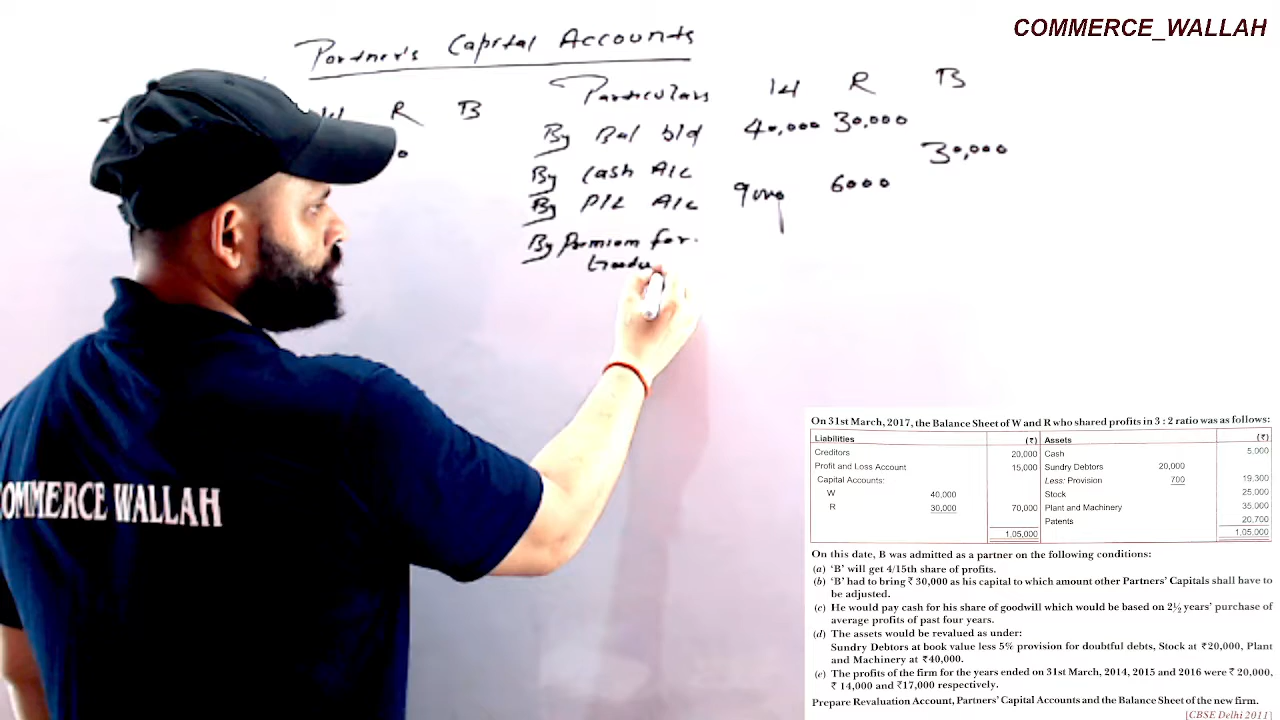 COMMERCE_WALLAH
Partner's Capital Accounts
R B
Particulars W R B
By Bal b/d 40,000 30,000
By Cash A/c 30,000
By P/L A/c 9000 6000
By Premium for
COMMERCE WALLAH
On 31st March, 2017, the Balance Sheet of W and R who shared profits in 3 : 2 ratio was as follows:
Liabilities (₹) Assets (₹)
Creditors 20,000 Cash 5,000
Profit and Loss Account 15,000 Sundry Debtors 20,000
Capital Accounts: Less: Provision 700 19,300
W 40,000 Stock 25,000
R 30,000 70,000 Plant and Machinery 35,000
Patents 20,700
1,05,000 1,05,000
On this date, B was admitted as a partner on the following conditions:
(a) 'B' will get 4/15th share of profits.
(b) 'B' had to bring ₹ 30,000 as his capital to which amount other Partners' Capitals shall have to
be adjusted.
(c) He would pay cash for his share of goodwill which would be based on 2½ years' purchase of
average profits of past four years.
(d) The assets would be revalued as under:
Sundry Debtors at book value less 5% provision for doubtful debts, Stock at ₹20,000, Plant
and Machinery at ₹40,000.
(e) The profits of the firm for the years ended on 31st March, 2014, 2015 and 2016 were ₹ 20,000,
₹ 14,000 and ₹17,000 respectively.
Prepare Revaluation Account, Partners' Capital Accounts and the Balance Sheet of the new firm.
[CBSE Delhi 2011]